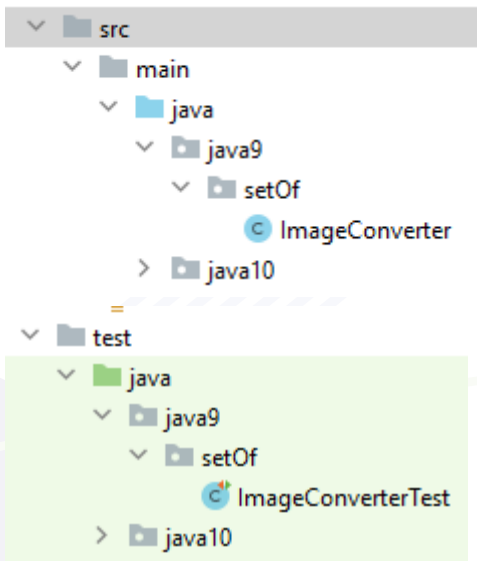 src
main
java
java9
setOf
C ImageConverter
java10
test
java
java9
setOf
C ImageConverterTest
java10